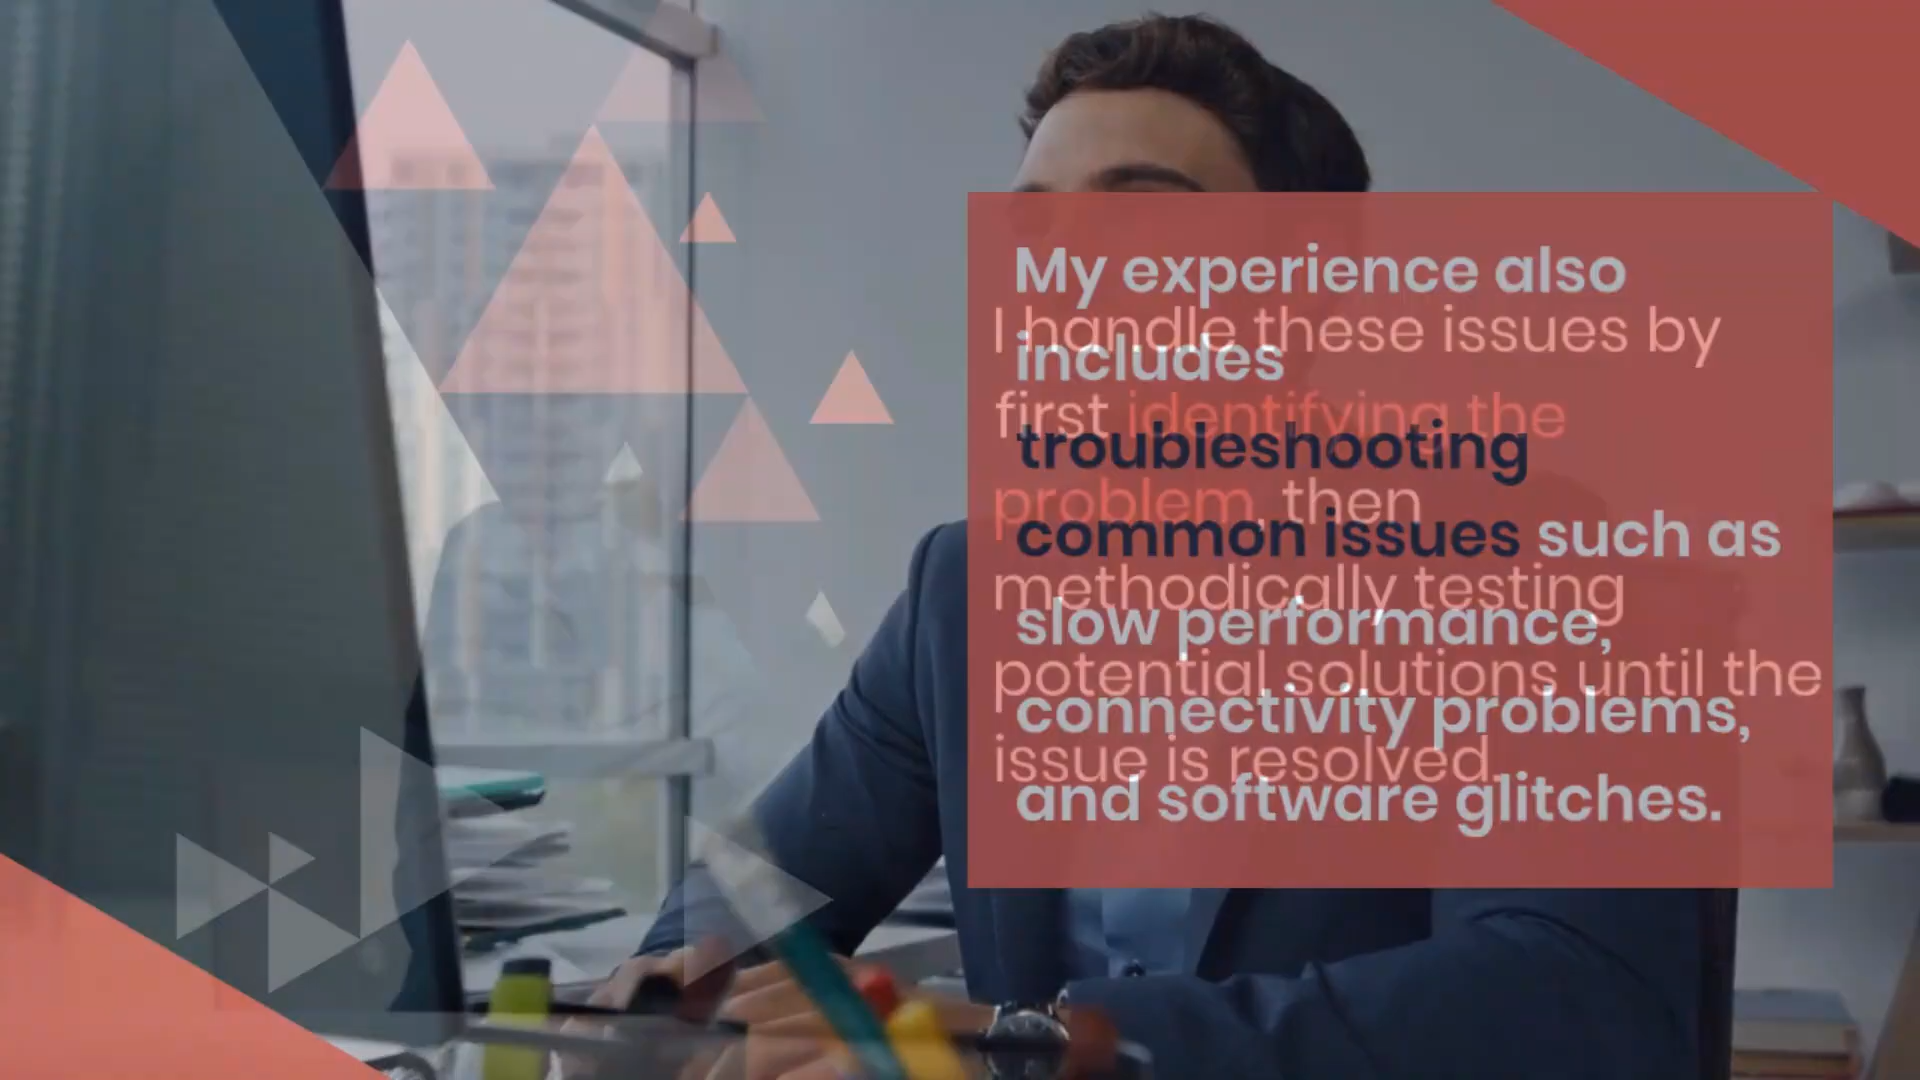 My experience also
includes
troubleshooting
common issues such as
slow performance,
connectivity problems,
and software glitches.
I handle these issues by
first identifying the
problem, then
methodically testing
potential solutions until the
issue is resolved.